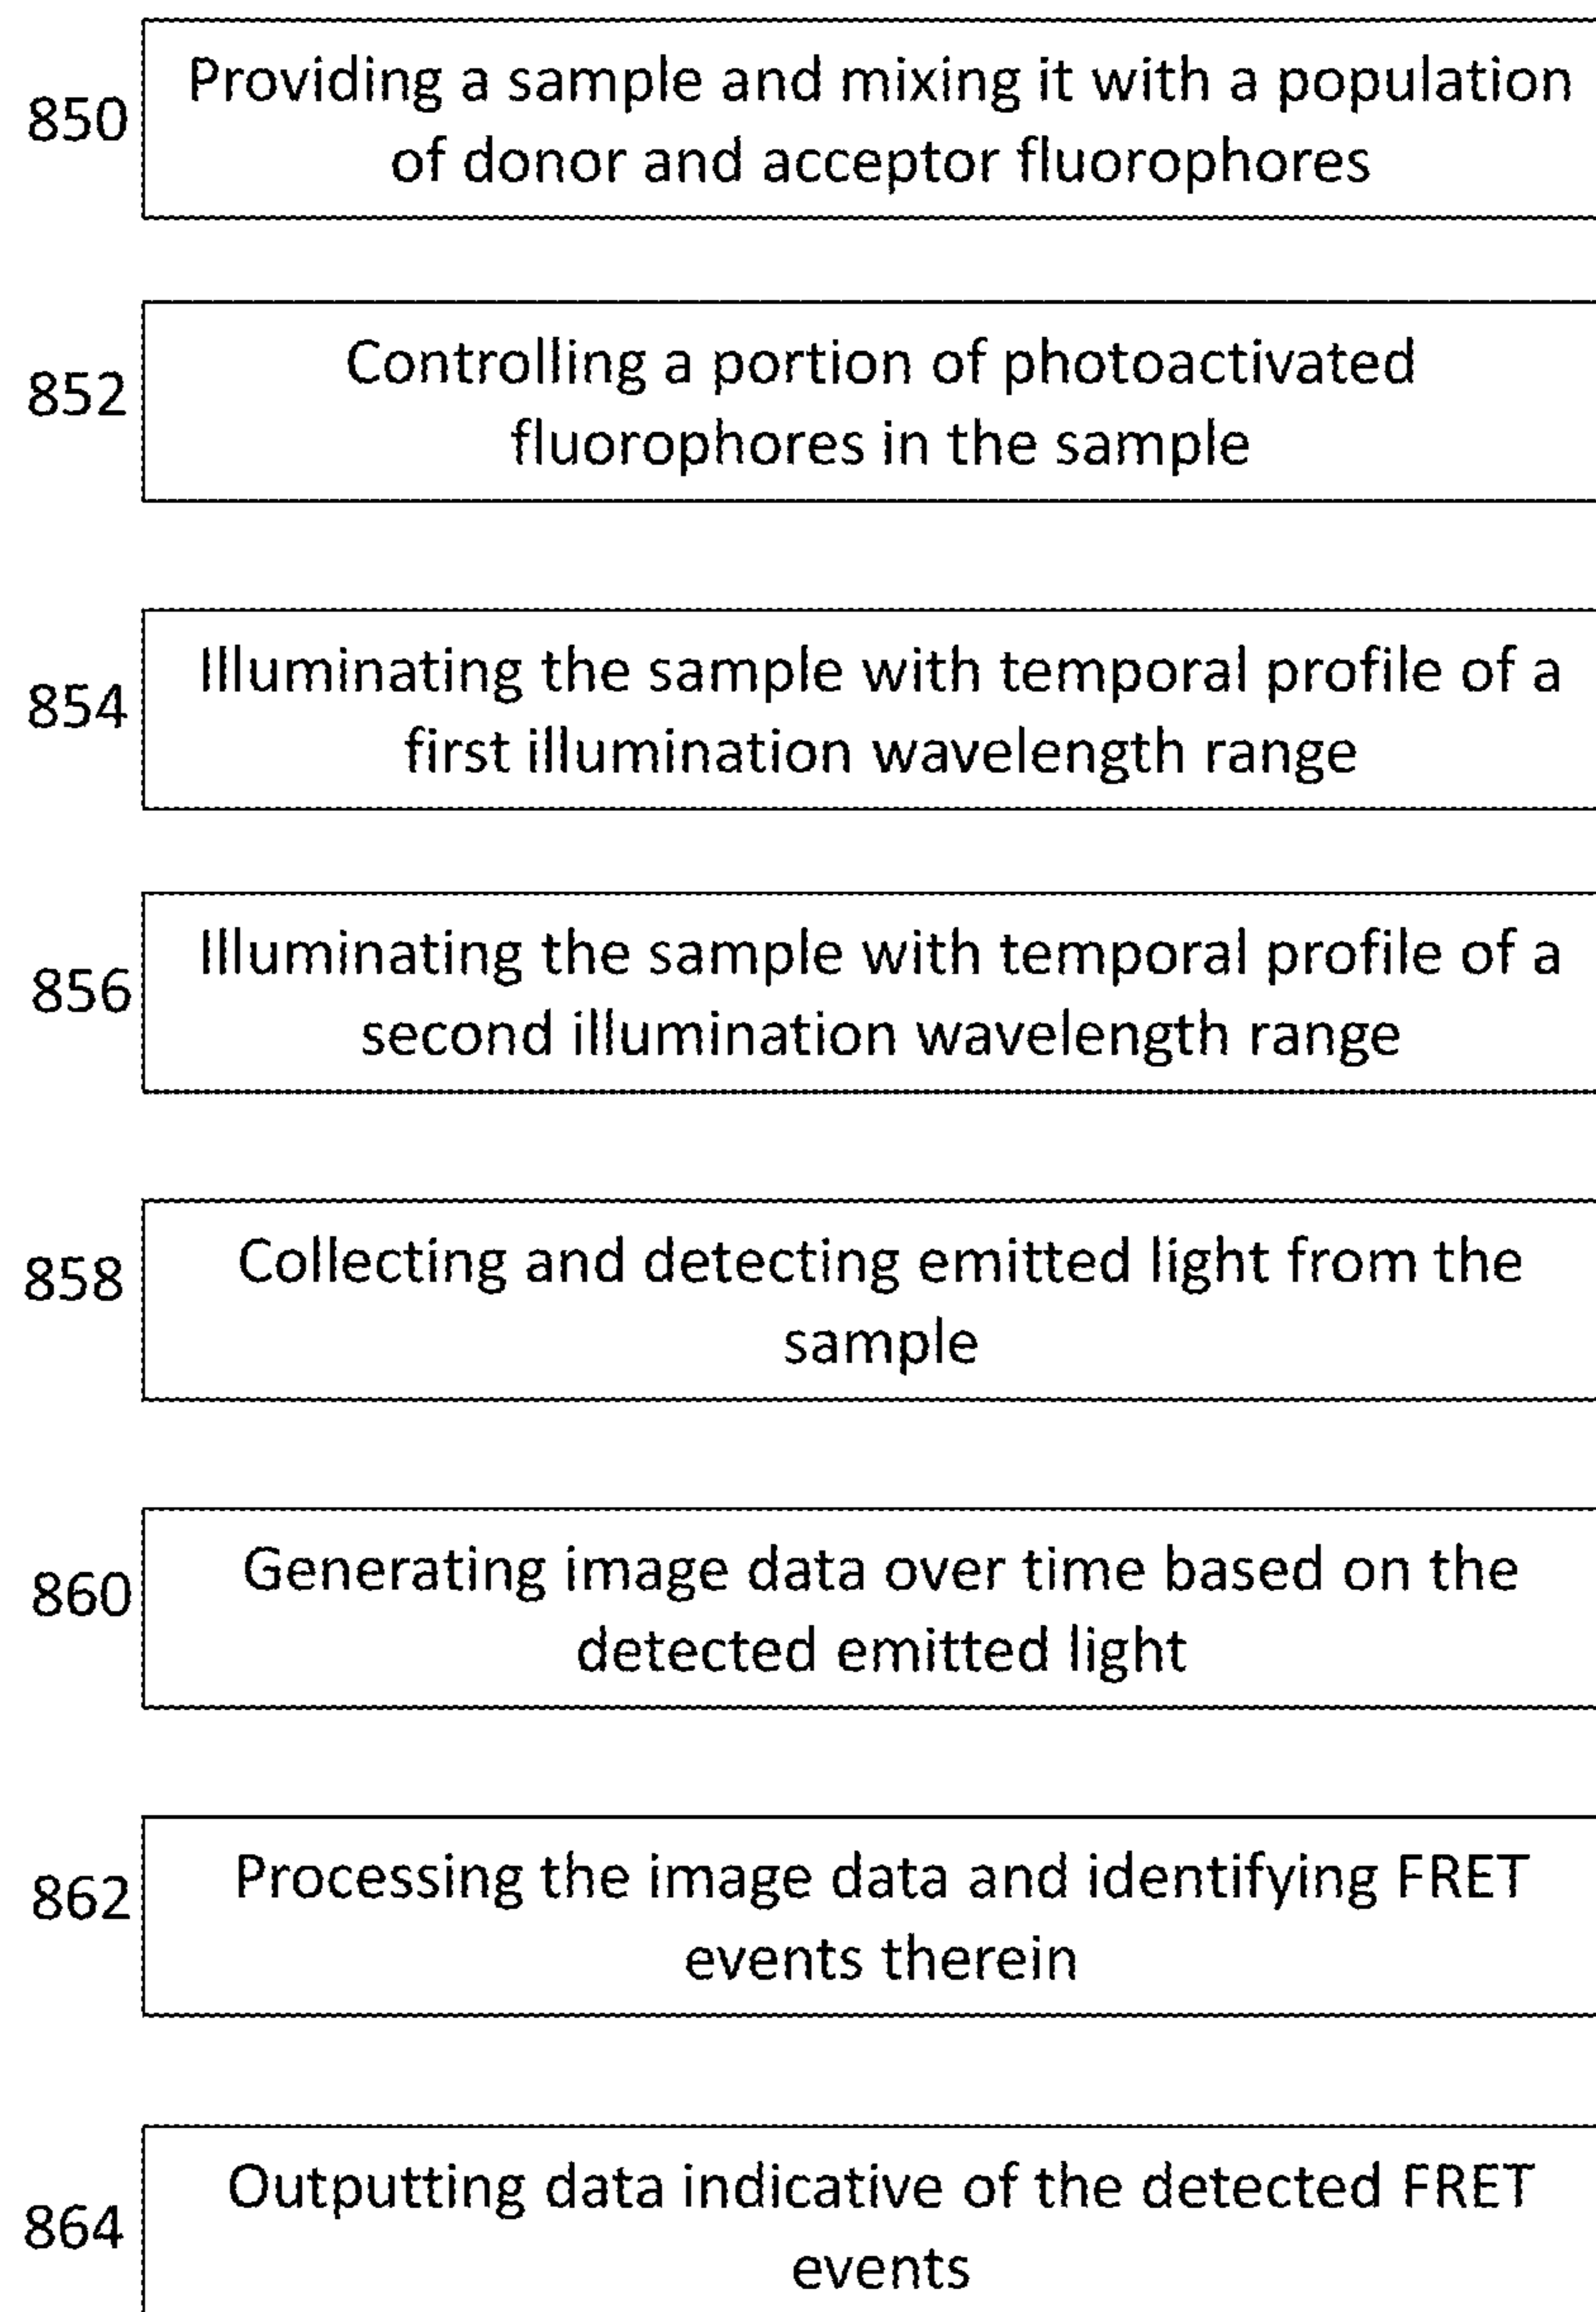 850
Providing a sample and mixing it with a population
of donor and acceptor fluorophores
852
Controlling a portion of photoactivated
fluorophores in the sample
854
Illuminating the sample with temporal profile of a
first illumination wavelength range
856
Illuminating the sample with temporal profile of a
second illumination wavelength range
858
Collecting and detecting emitted light from the
sample
860
Generating image data over time based on the
detected emitted light
862
Processing the image data and identifying FRET
events therein
864
Outputting data indicative of the detected FRET
events